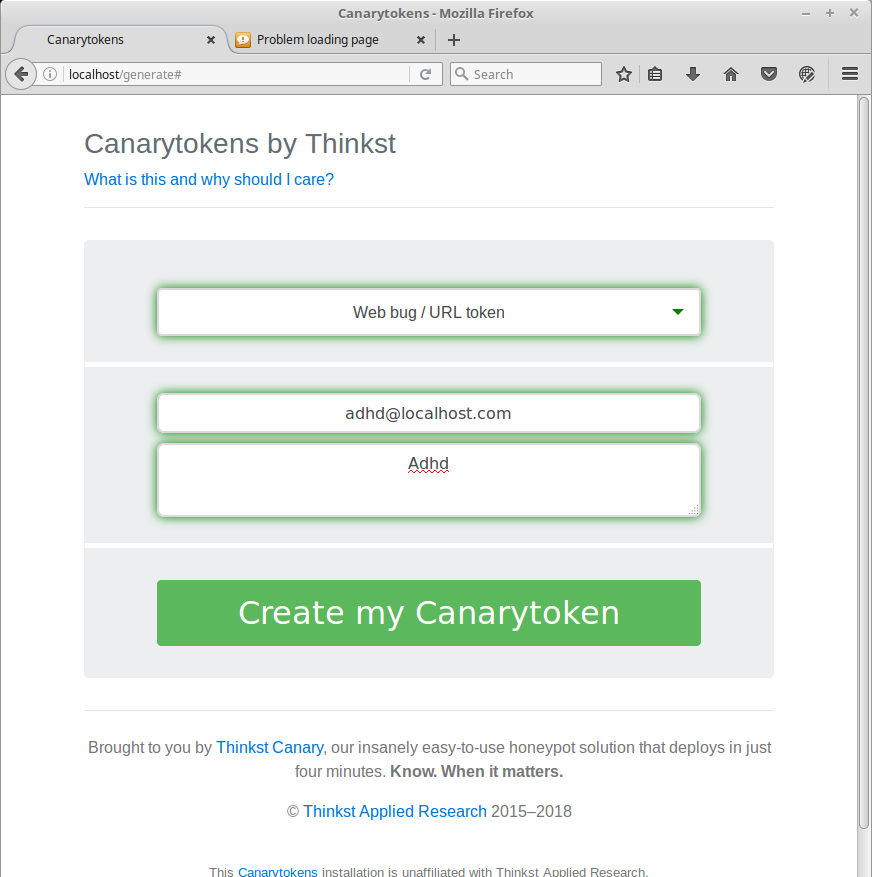 Canarytokens - Mozilla Firefox
Canarytokens
Problem loading page
localhost/generate#
Search
Canarytokens by Thinkst
What is this and why should I care?
Web bug / URL token
adhd@localhost.com
Adhd
Create my Canarytoken
Brought to you by Thinkst Canary, our insanely easy-to-use honeypot solution that deploys in just
four minutes. Know. When it matters.
© Thinkst Applied Research 2015–2018
This Canarytokens installation is unaffiliated with Thinkst Applied Research.